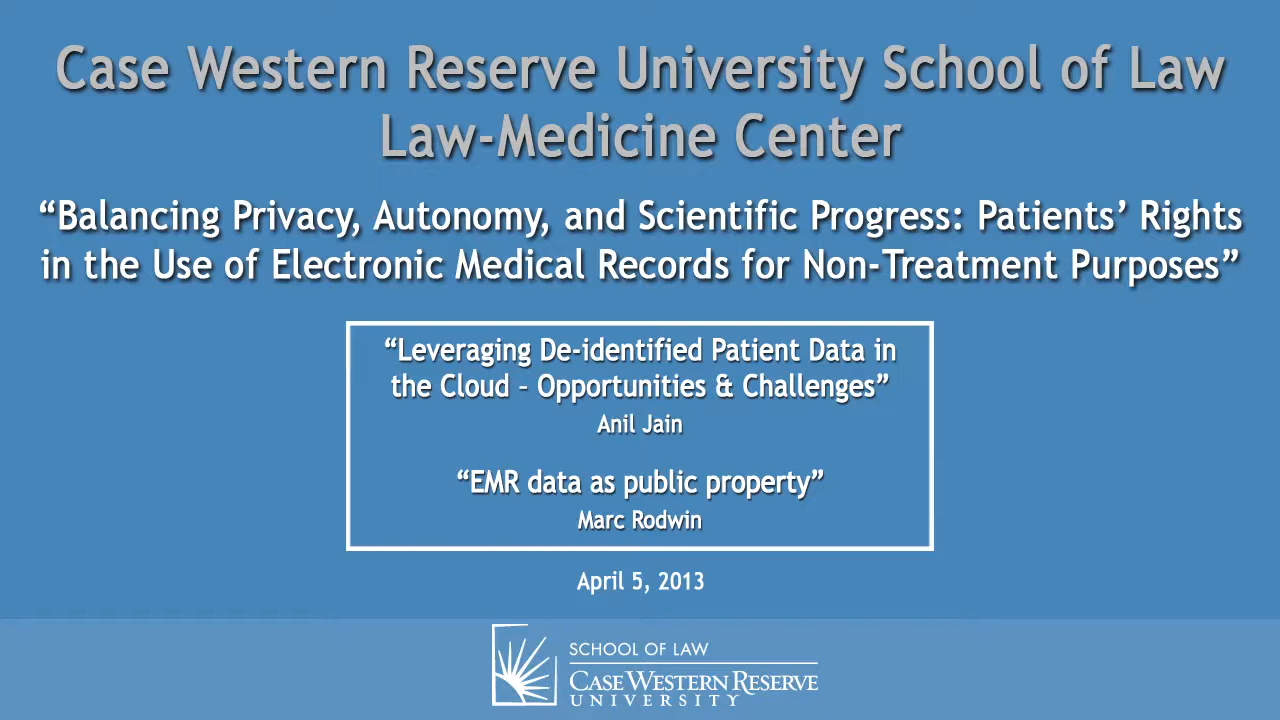 Case Western Reserve University School of Law
Law-Medicine Center
“Balancing Privacy, Autonomy, and Scientific Progress: Patients’ Rights
in the Use of Electronic Medical Records for Non-Treatment Purposes”
“Leveraging De-identified Patient Data in
the Cloud – Opportunities & Challenges”
Anil Jain
“EMR data as public property”
Marc Rodwin
April 5, 2013
SCHOOL OF LAW
CASE WESTERN RESERVE
UNIVERSITY